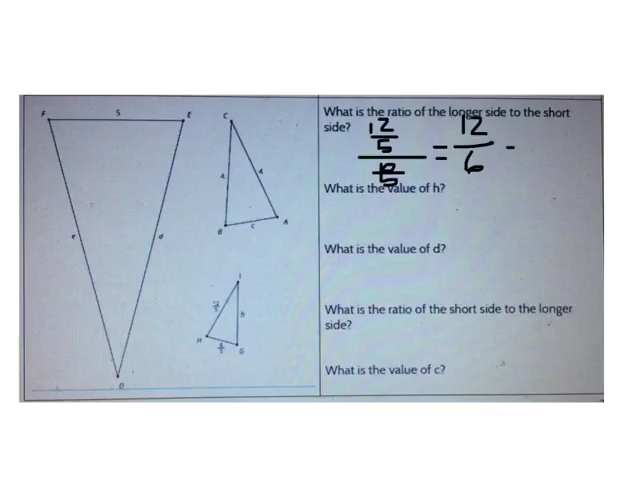 F 5 E
C
4 4
B c A
e d
I
h
H G
D
What is the ratio of the longer side to the short
side?
12
5
5
= 12
6 -
What is the value of h?
What is the value of d?
What is the ratio of the short side to the longer
side?
What is the value of c?